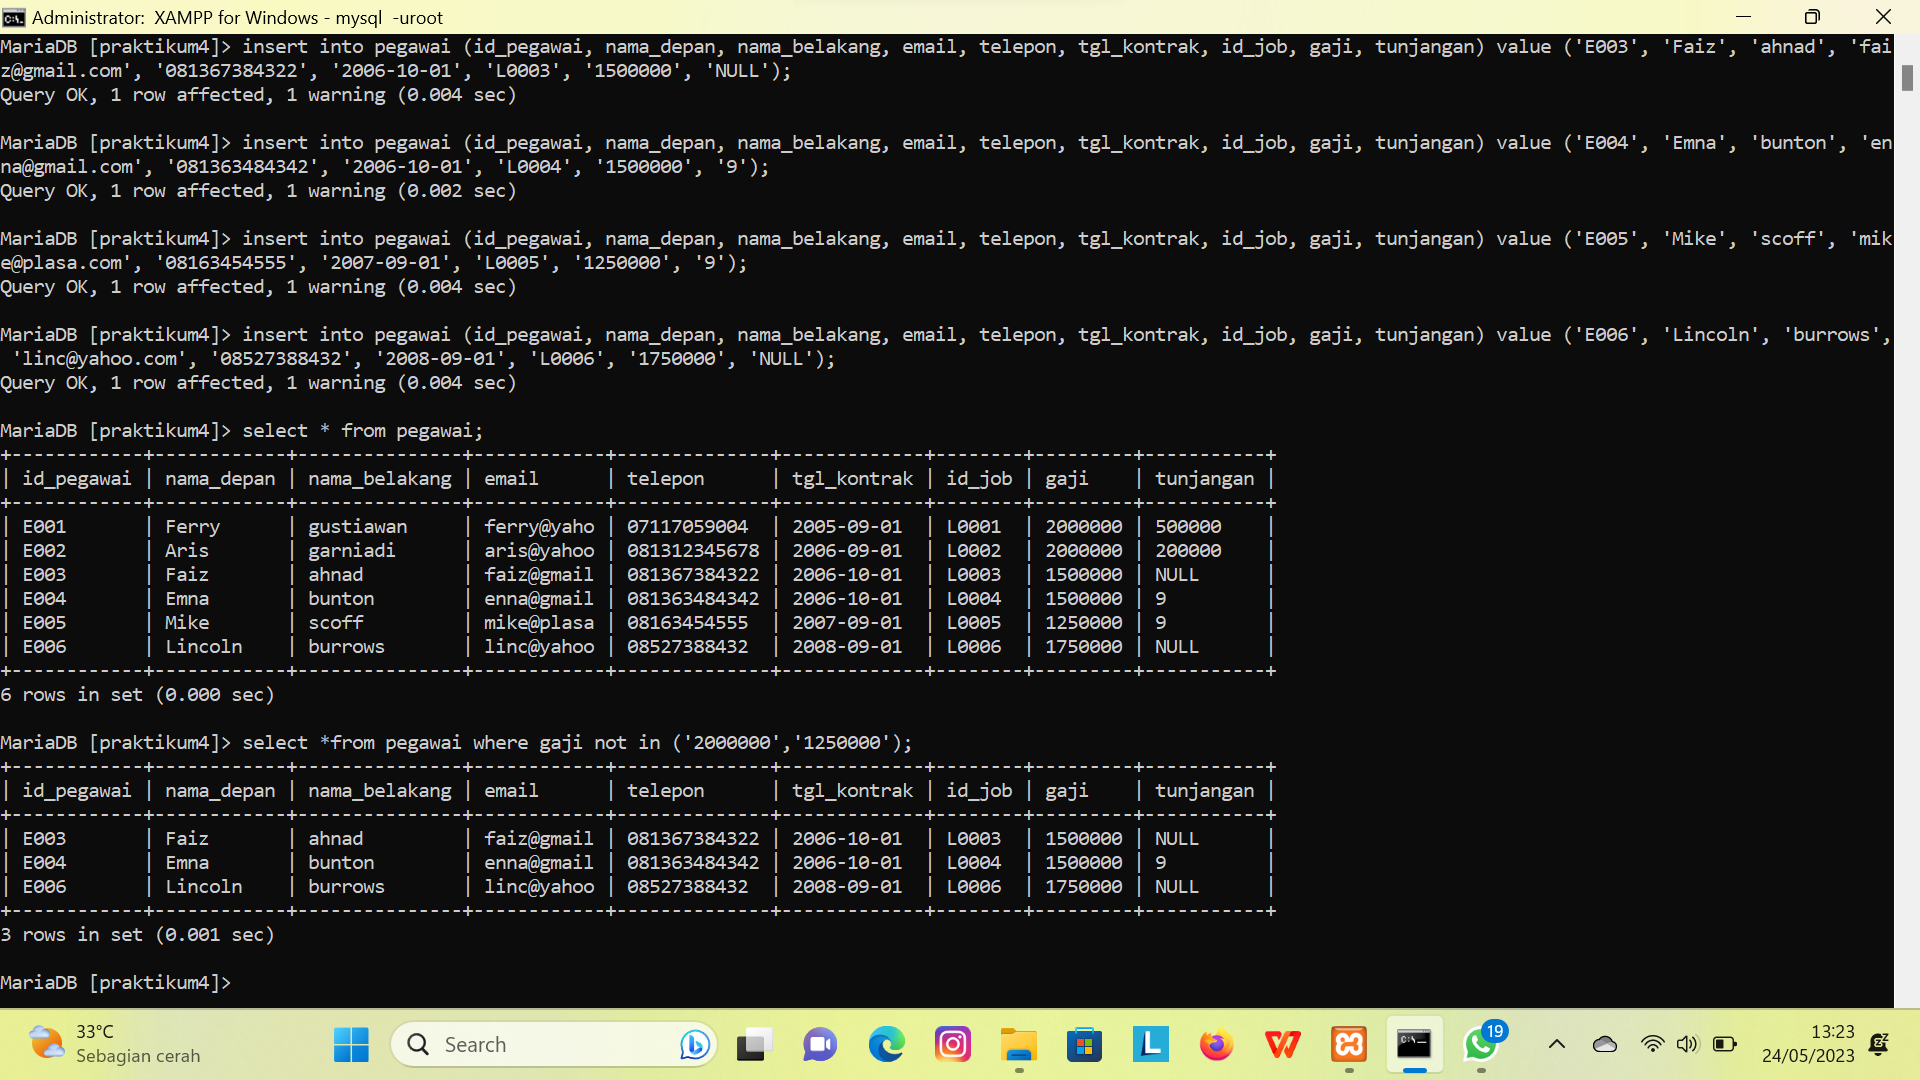 Administrator:  XAMPP for Windows - mysql  -uroot
MariaDB [praktikum4]> insert into pegawai (id_pegawai, nama_depan, nama_belakang, email, telepon, tgl_kontrak, id_job, gaji, tunjangan) value ('E003', 'Faiz', 'ahnad', 'fai
z@gmail.com', '081367384322', '2006-10-01', 'L0003', '1500000', 'NULL');
Query OK, 1 row affected, 1 warning (0.004 sec)
MariaDB [praktikum4]> insert into pegawai (id_pegawai, nama_depan, nama_belakang, email, telepon, tgl_kontrak, id_job, gaji, tunjangan) value ('E004', 'Emna', 'bunton', 'en
na@gmail.com', '081363484342', '2006-10-01', 'L0004', '1500000', '9');
Query OK, 1 row affected, 1 warning (0.002 sec)
MariaDB [praktikum4]> insert into pegawai (id_pegawai, nama_depan, nama_belakang, email, telepon, tgl_kontrak, id_job, gaji, tunjangan) value ('E005', 'Mike', 'scoff', 'mik
e@plasa.com', '08163454555', '2007-09-01', 'L0005', '1250000', '9');
Query OK, 1 row affected, 1 warning (0.004 sec)
MariaDB [praktikum4]> insert into pegawai (id_pegawai, nama_depan, nama_belakang, email, telepon, tgl_kontrak, id_job, gaji, tunjangan) value ('E006', 'Lincoln', 'burrows',
 'linc@yahoo.com', '08527388432', '2008-09-01', 'L0006', '1750000', 'NULL');
Query OK, 1 row affected, 1 warning (0.004 sec)
MariaDB [praktikum4]> select * from pegawai;
+------------+------------+---------------+------------+--------------+-------------+--------+---------+-----------+
| id_pegawai | nama_depan | nama_belakang | email      | telepon      | tgl_kontrak | id_job | gaji    | tunjangan |
+------------+------------+---------------+------------+--------------+-------------+--------+---------+-----------+
| E001       | Ferry      | gustiawan     | ferry@yaho | 07117059004  | 2005-09-01  | L0001  | 2000000 | 500000    |
| E002       | Aris       | garniadi      | aris@yahoo | 081312345678 | 2006-09-01  | L0002  | 2000000 | 200000    |
| E003       | Faiz       | ahnad         | faiz@gmail | 081367384322 | 2006-10-01  | L0003  | 1500000 | NULL      |
| E004       | Emna       | bunton        | enna@gmail | 081363484342 | 2006-10-01  | L0004  | 1500000 | 9         |
| E005       | Mike       | scoff         | mike@plasa | 08163454555  | 2007-09-01  | L0005  | 1250000 | 9         |
| E006       | Lincoln    | burrows       | linc@yahoo | 08527388432  | 2008-09-01  | L0006  | 1750000 | NULL      |
+------------+------------+---------------+------------+--------------+-------------+--------+---------+-----------+
6 rows in set (0.000 sec)
MariaDB [praktikum4]> select *from pegawai where gaji not in ('2000000','1250000');
+------------+------------+---------------+------------+--------------+-------------+--------+---------+-----------+
| id_pegawai | nama_depan | nama_belakang | email      | telepon      | tgl_kontrak | id_job | gaji    | tunjangan |
+------------+------------+---------------+------------+--------------+-------------+--------+---------+-----------+
| E003       | Faiz       | ahnad         | faiz@gmail | 081367384322 | 2006-10-01  | L0003  | 1500000 | NULL      |
| E004       | Emna       | bunton        | enna@gmail | 081363484342 | 2006-10-01  | L0004  | 1500000 | 9         |
| E006       | Lincoln    | burrows       | linc@yahoo | 08527388432  | 2008-09-01  | L0006  | 1750000 | NULL      |
+------------+------------+---------------+------------+--------------+-------------+--------+---------+-----------+
3 rows in set (0.001 sec)
MariaDB [praktikum4]>
33°C
Sebagian cerah
Search
19
13:23
24/05/2023